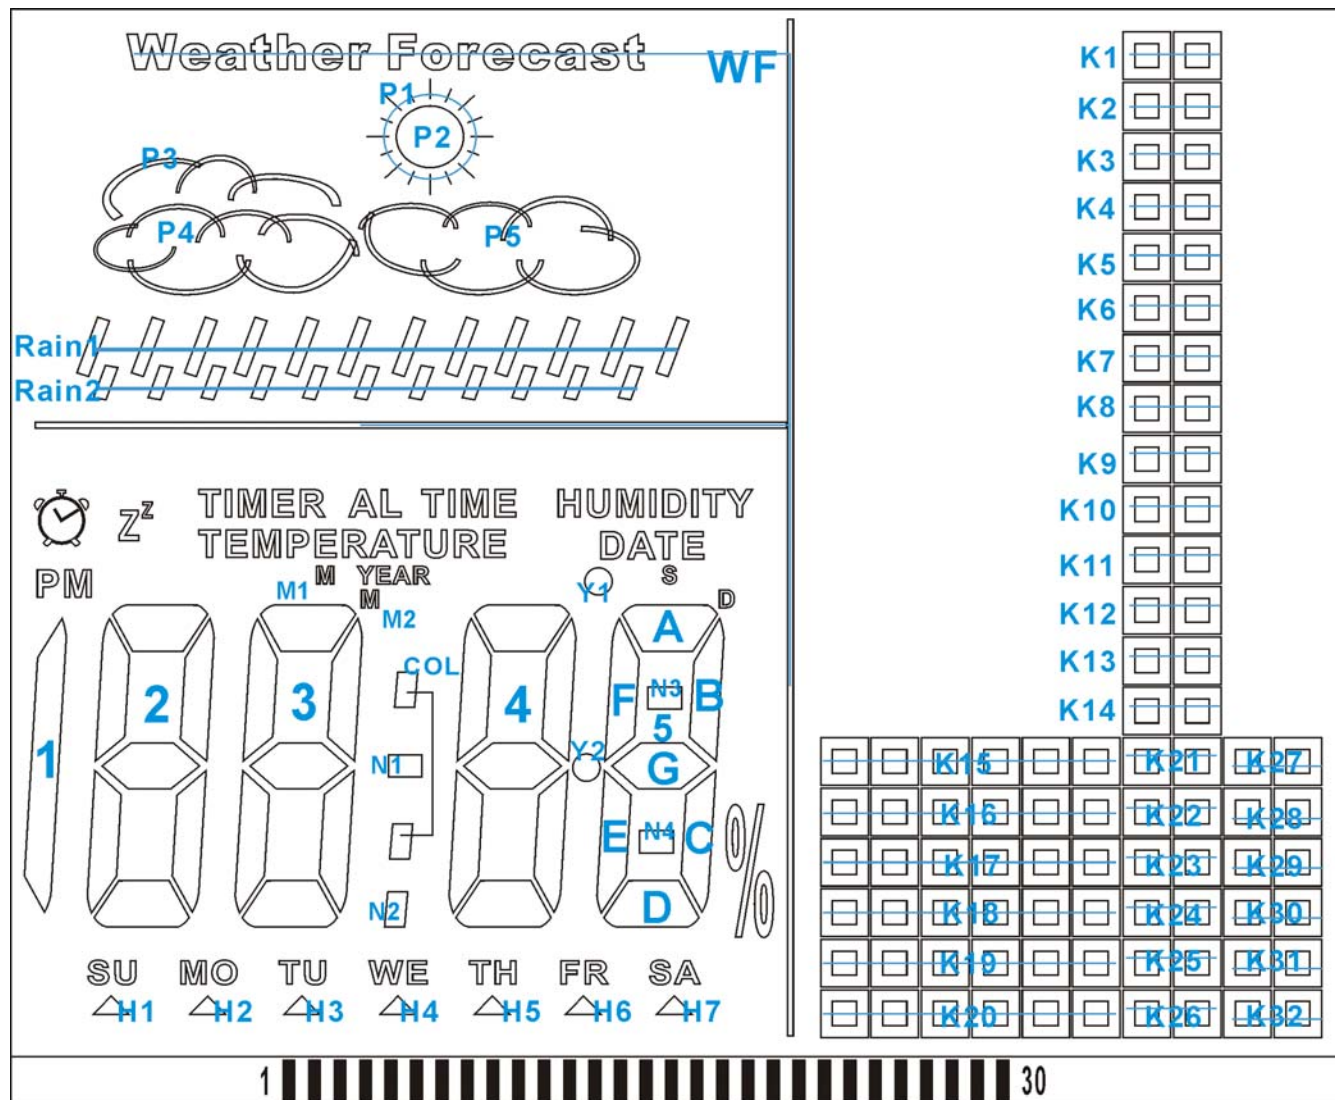 Weather Forecast
WF
P1
P2
P3
P4
P5
Rain1
Rain2
Zz
TIMER AL TIME HUMIDITY
TEMPERATURE DATE
PM
M YEAR S
M1 M Y1 D
M2
A
COL
1 2 3 4 F N3 B
5
N1 Y2 G
E N4 C
%
N2 D
SU MO TU WE TH FR SA
H1 H2 H3 H4 H5 H6 H7
K1
K2
K3
K4
K5
K6
K7
K8
K9
K10
K11
K12
K13
K14
K15 K21 K27
K16 K22 K28
K17 K23 K29
K18 K24 K30
K19 K25 K31
K20 K26 K32
1 30